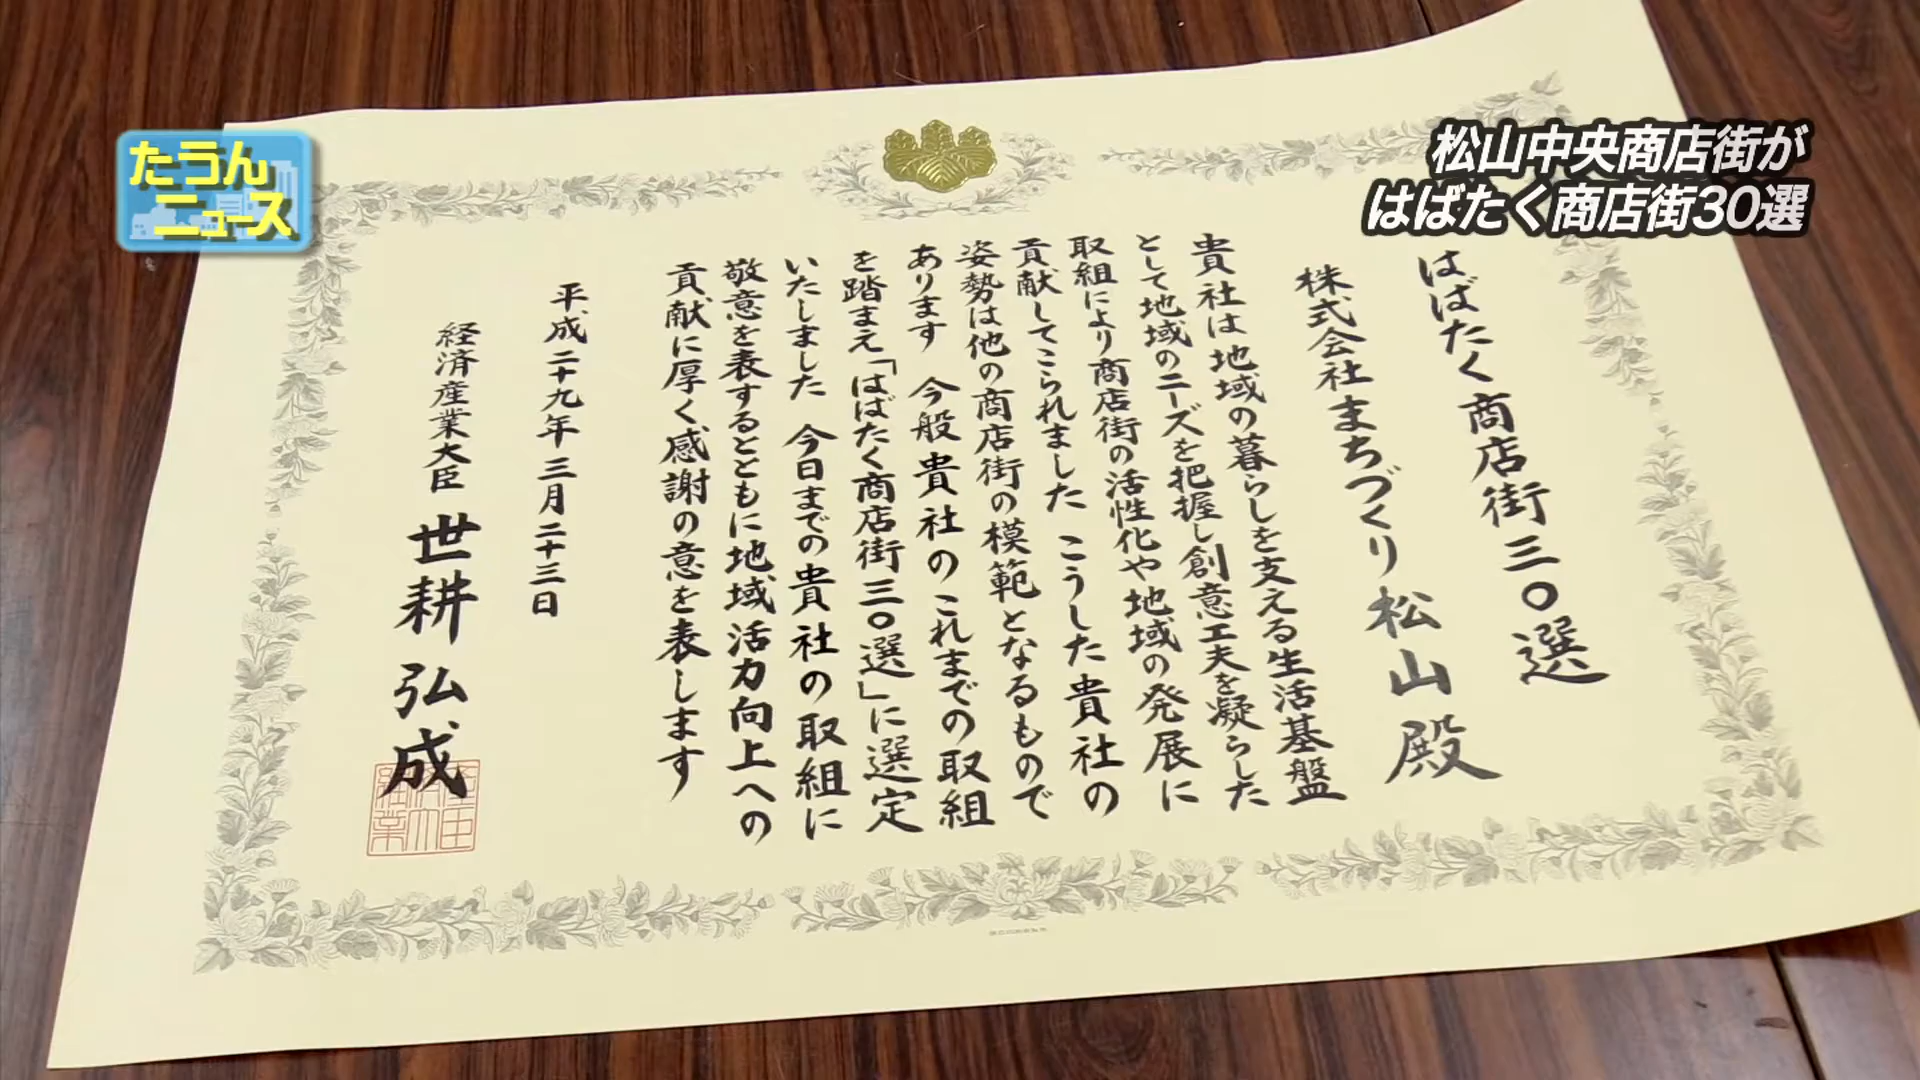 たうん
ニュース
松山中央商店街が
はばたく商店街30選
はばたく商店街三〇選
株式会社まちづくり松山殿
貴社は地域の暮らしを支える生活基盤
として地域のニーズを把握し創意工夫を凝らした
取組により商店街の活性化や地域の発展に
貢献してこられました こうした貴社の
姿勢は他の商店街の模範となるもので
あります 今般貴社のこれまでの取組
を踏まえ「はばたく商店街三〇選」に選定
いたしました 今日までの貴社の取組に
敬意を表するとともに地域活力向上への
貢献に厚く感謝の意を表します
平成二十九年三月二十三日
経済産業大臣 世耕弘成